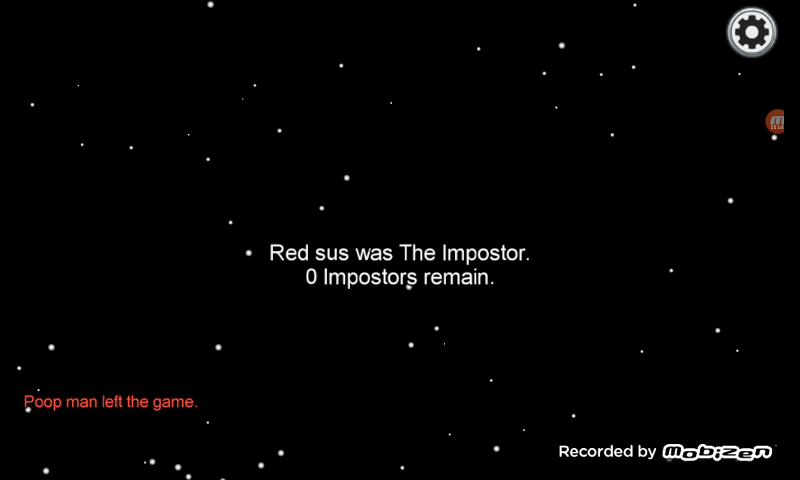 Red sus was The Impostor.
0 Impostors remain.
Poop man left the game.
Recorded by mobizen